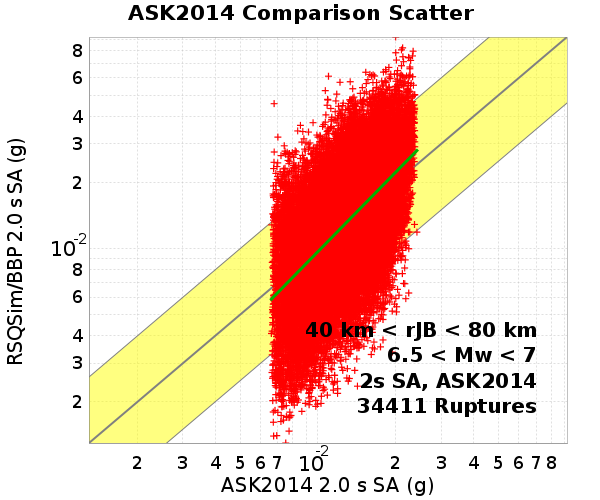 ASK2014 Comparison Scatter
RSQSim/BBP 2.0 s SA (g)
8
6
4
3
2
10-2
8
6
4
3
2
40 km < rJB < 80 km
6.5 < Mw < 7
2s SA, ASK2014
34411 Ruptures
2 3 4 5 6 7 10-2 2 3 4 5 6 7 8
ASK2014 2.0 s SA (g)